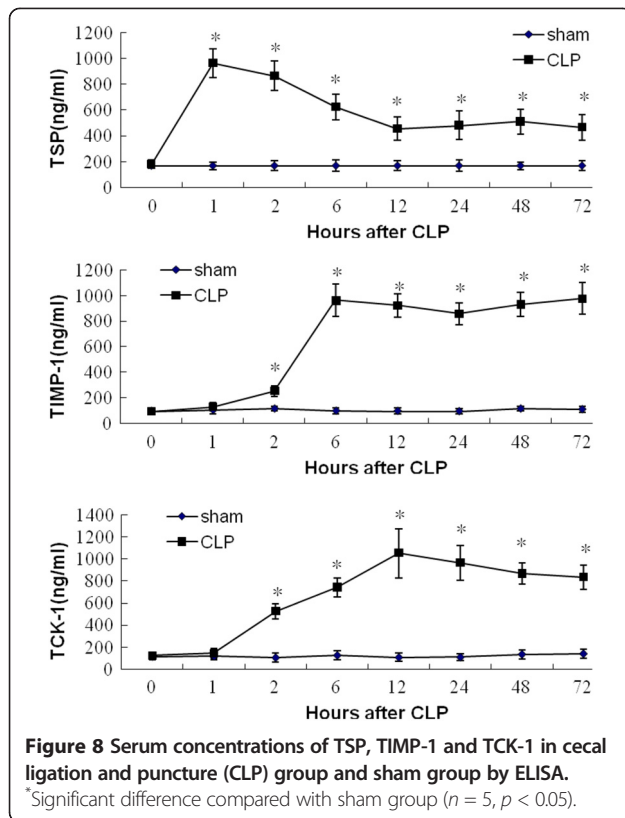 1200
1000
800
600
400
200
0
TSP(ng/ml)
sham
CLP
* * * * * * *
0 1 2 6 12 24 48 72
Hours after CLP
1200
1000
800
600
400
200
0
TIMP-1(ng/ml)
sham
CLP
* * * * * *
0 1 2 6 12 24 48 72
Hours after CLP
1400
1200
1000
800
600
400
200
0
TCK-1(ng/ml)
sham
CLP
* * * * * *
0 1 2 6 12 24 48 72
Hours after CLP
Figure 8 Serum concentrations of TSP, TIMP-1 and TCK-1 in cecal
ligation and puncture (CLP) group and sham group by ELISA.
*Significant difference compared with sham group (n = 5, p < 0.05).